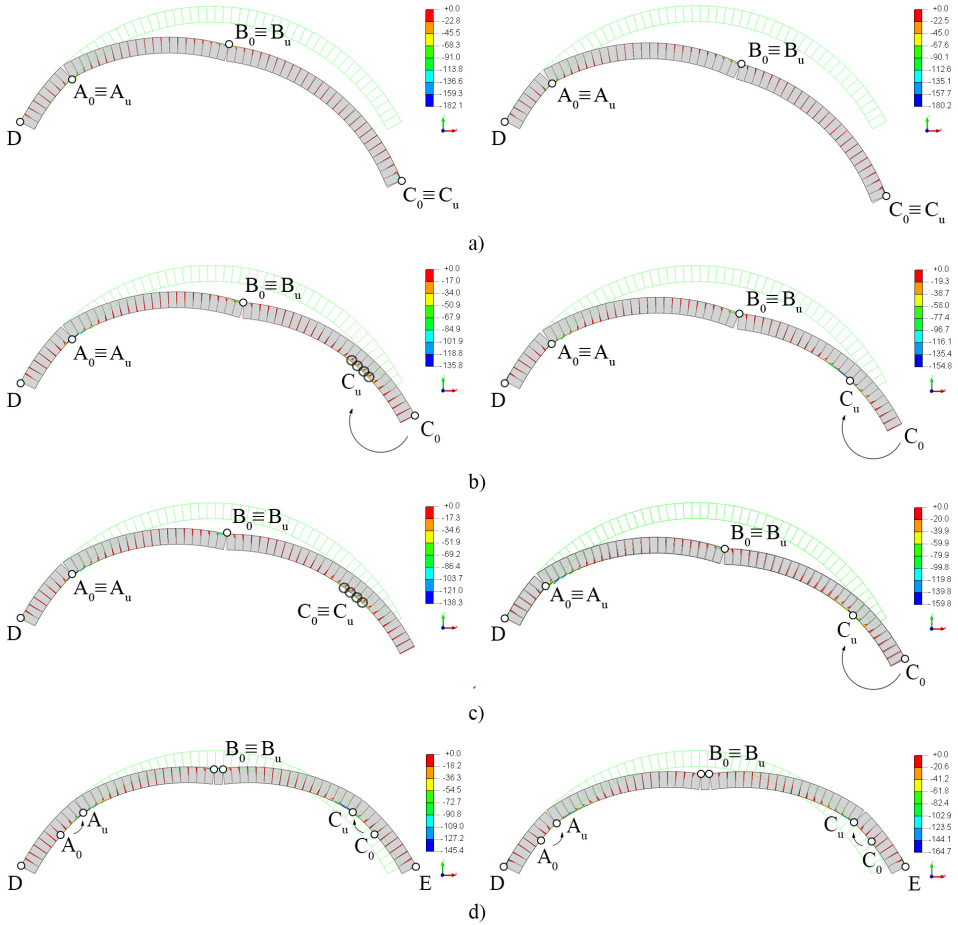 B₀≡Bᵤ
A₀≡Aᵤ
D
C₀≡Cᵤ
+0.0
-22.8
-45.5
-68.3
-91.0
-113.8
-136.6
-159.3
-182.1
B₀≡Bᵤ
A₀≡Aᵤ
D
C₀≡Cᵤ
+0.0
-22.5
-45.0
-67.6
-90.1
-112.6
-135.1
-157.7
-180.2
a)
B₀≡Bᵤ
A₀≡Aᵤ
D
Cᵤ
C₀
+0.0
-17.0
-34.0
-50.9
-67.9
-84.9
-101.9
-118.8
-135.8
B₀≡Bᵤ
A₀≡Aᵤ
D
Cᵤ
C₀
+0.0
-19.3
-38.7
-58.0
-77.4
-96.7
-116.1
-135.4
-154.8
b)
B₀≡Bᵤ
A₀≡Aᵤ
C₀≡Cᵤ
D
+0.0
-17.3
-34.6
-51.9
-69.2
-86.4
-103.7
-121.0
-138.3
B₀≡Bᵤ
A₀≡Aᵤ
D
Cᵤ
C₀
+0.0
-20.0
-39.9
-59.9
-79.9
-99.8
-119.8
-139.8
-159.8
c)
B₀≡Bᵤ
Aᵤ
A₀
Cᵤ
C₀
D
E
+0.0
-18.2
-36.3
-54.5
-72.7
-90.8
-109.0
-127.2
-145.4
B₀≡Bᵤ
Aᵤ
A₀
Cᵤ
C₀
D
E
+0.0
-20.6
-41.2
-61.8
-82.4
-102.9
-123.5
-144.1
-164.7
d)